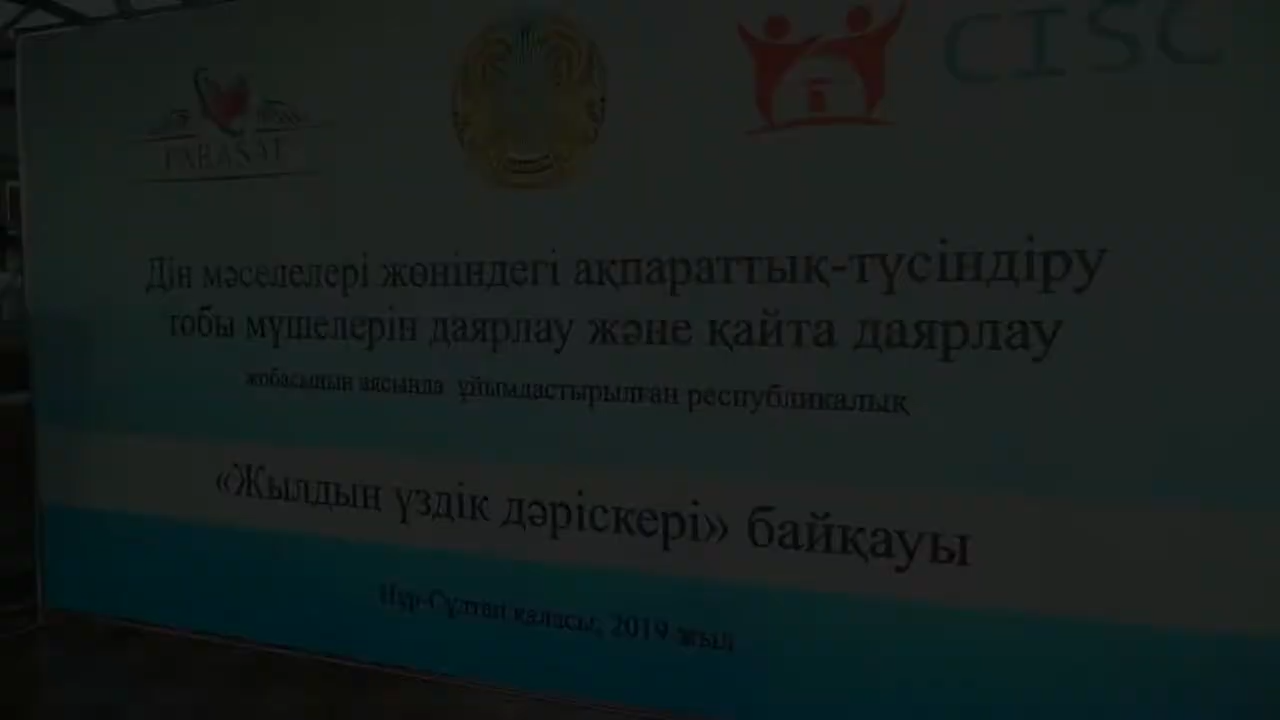 PARASAT
CISC
Дін мәселелері жөніндегі ақпараттық-түсіндіру
тобы мүшелерін даярлау және қайта даярлау
жобасының аясында ұйымдастырылған республикалық
«Жылдың үздік дәріскері» байқауы
Нұр-Сұлтан қаласы, 2019 жыл